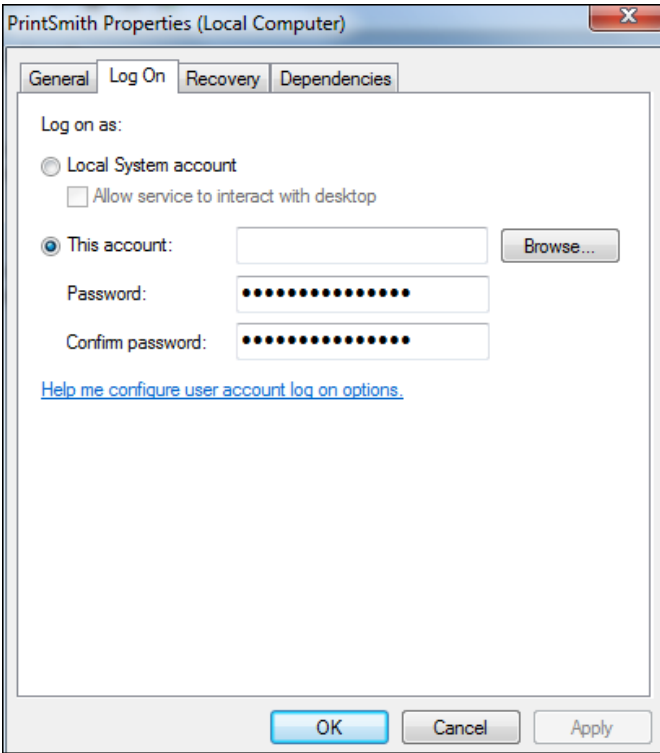 PrintSmith Properties (Local Computer)
General Log On Recovery Dependencies
Log on as:
Local System account
Allow service to interact with desktop
This account: Browse...
Password: •••••••••••••••
Confirm password: •••••••••••••••
Help me configure user account log on options.
OK Cancel Apply